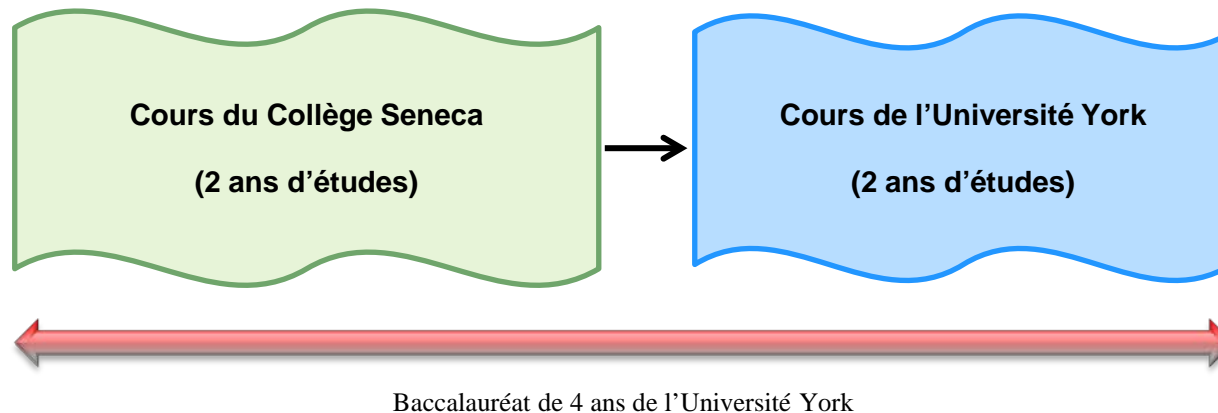 Cours du Collège Seneca
(2 ans d’études)
Cours de l’Université York
(2 ans d’études)
Baccalauréat de 4 ans de l’Université York